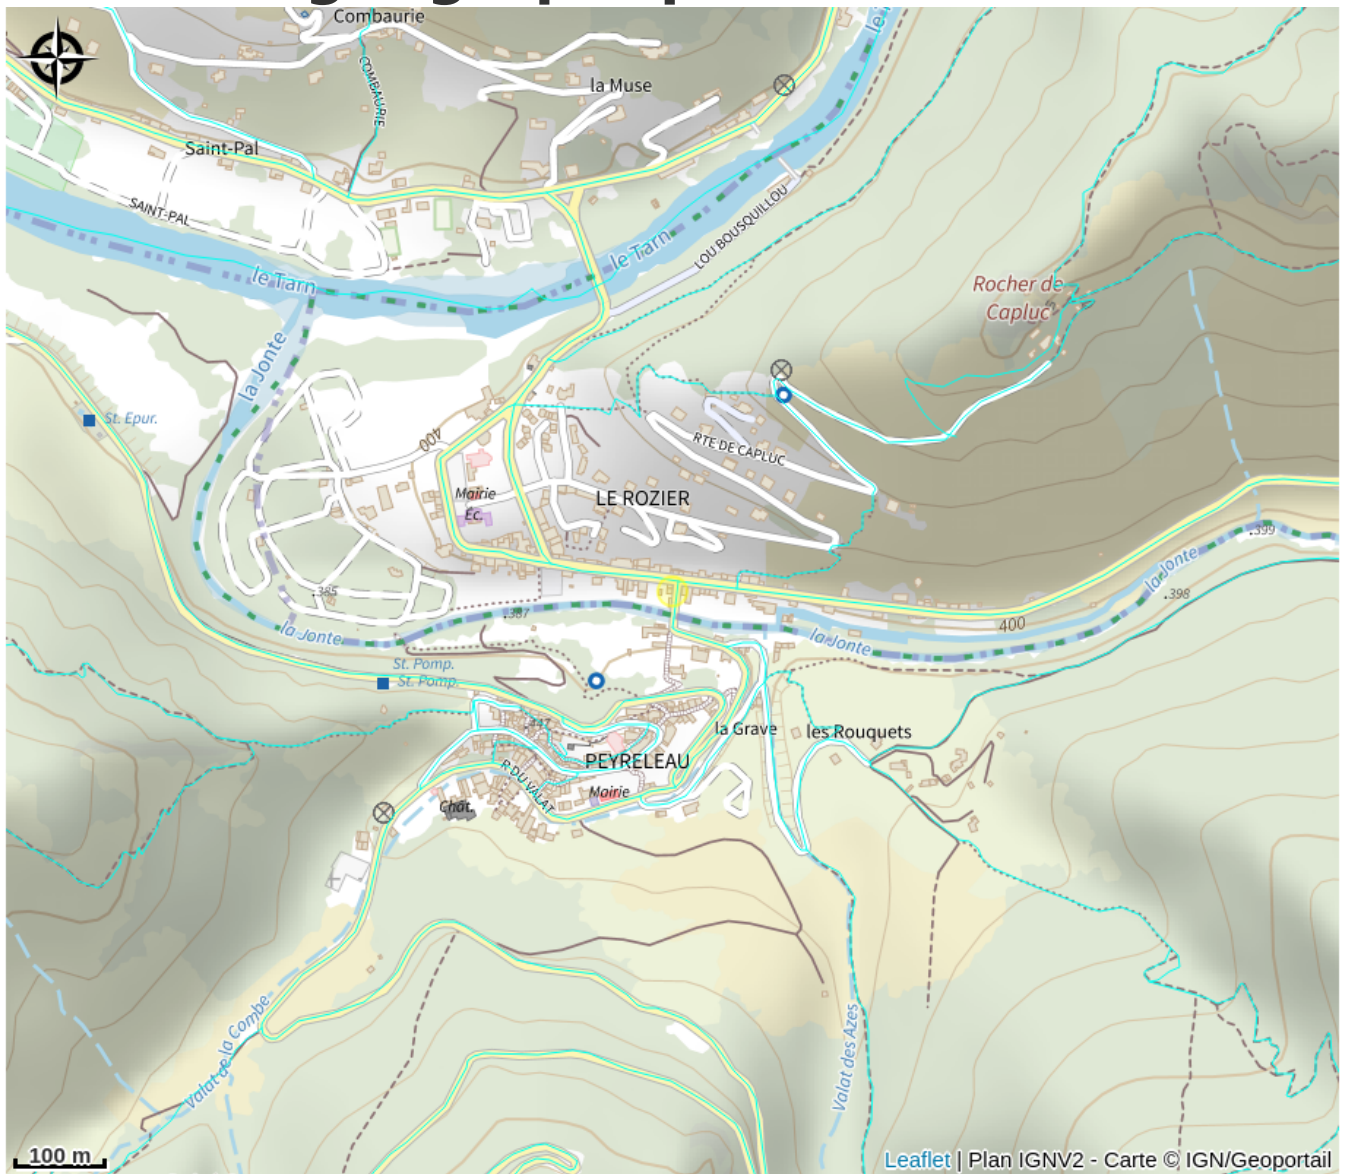 Combaurie
le T
COMBAURIE
la Muse
Saint-Pal
SAINT-PAL
LOU BOUSQUILLOU
le Tarn
le Tarn
Rocher de
Capluc
la Jonte
St. Epur.
400
RTE DE CAPLUC
Mairie
Éc.
LE ROZIER
.399
la Jonte
.385
.387
.398
400
la Jonte
la Jonte
St. Pomp.
St. Pomp.
.447
la Grave
les Rouquets
PEYRELEAU
R DU VALAT
Mairie
Chât.
Valat de la Combe
Valat des Azes
100 m
Leaflet | Plan IGNV2 - Carte © IGN/Geoportail